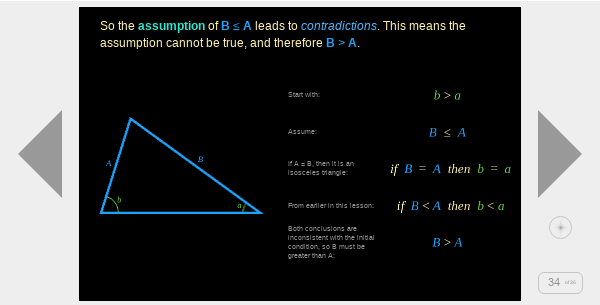 So the assumption of B ≤ A leads to contradictions. This means the
assumption cannot be true, and therefore B > A.
Start with:
b > a
Assume:
B ≤ A
If A = B, then it is an
isosceles triangle:
if B = A then b = a
From earlier in this lesson:
if B < A then b < a
Both conclusions are
inconsistent with the initial
condition, so B must be
greater than A:
B > A
A
B
b
a
34 of 36